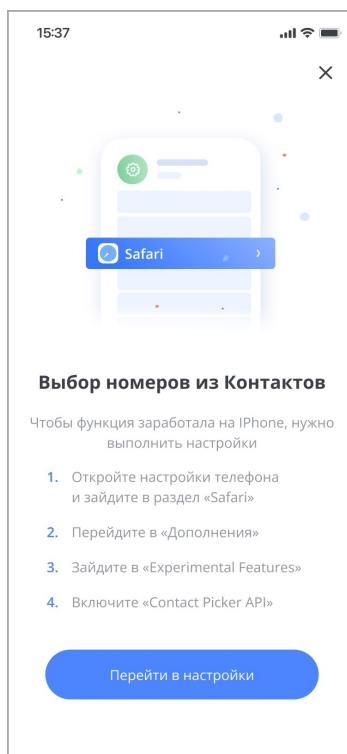 15:37
Safari
Выбор номеров из Контактов
Чтобы функция заработала на IPhone, нужно
выполнить настройки
1. Откройте настройки телефона
и зайдите в раздел «Safari»
2. Перейдите в «Дополнения»
3. Зайдите в «Experimental Features»
4. Включите «Contact Picker API»
Перейти в настройки